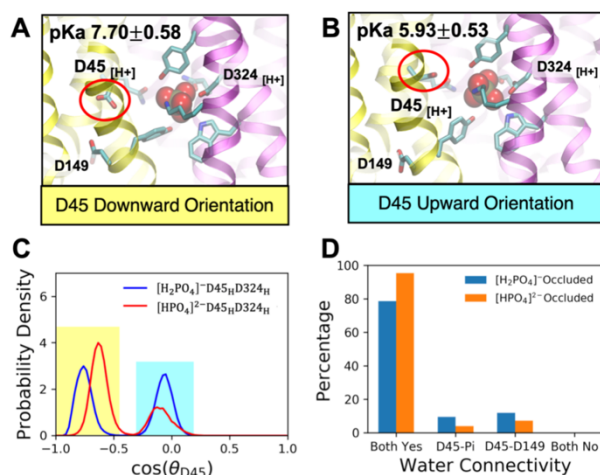 A
pKa 7.70±0.58
D45
[H+]
D324 [H+]
D149
D45 Downward Orientation
B
pKa 5.93±0.53
D324 [H+]
D45
[H+]
D149
D45 Upward Orientation
C
Probability Density
6
4
2
0
[H₂PO₄]⁻D45HD324H
[HPO₄]²⁻D45HD324H
−1.0 −0.5 0.0 0.5 1.0
cos(θD45)
D
Percentage
100
80
60
40
20
0
[H₂PO₄]⁻Occluded
[HPO₄]²⁻Occluded
Both Yes D45-Pi D45-D149 Both No
Water Connectivity